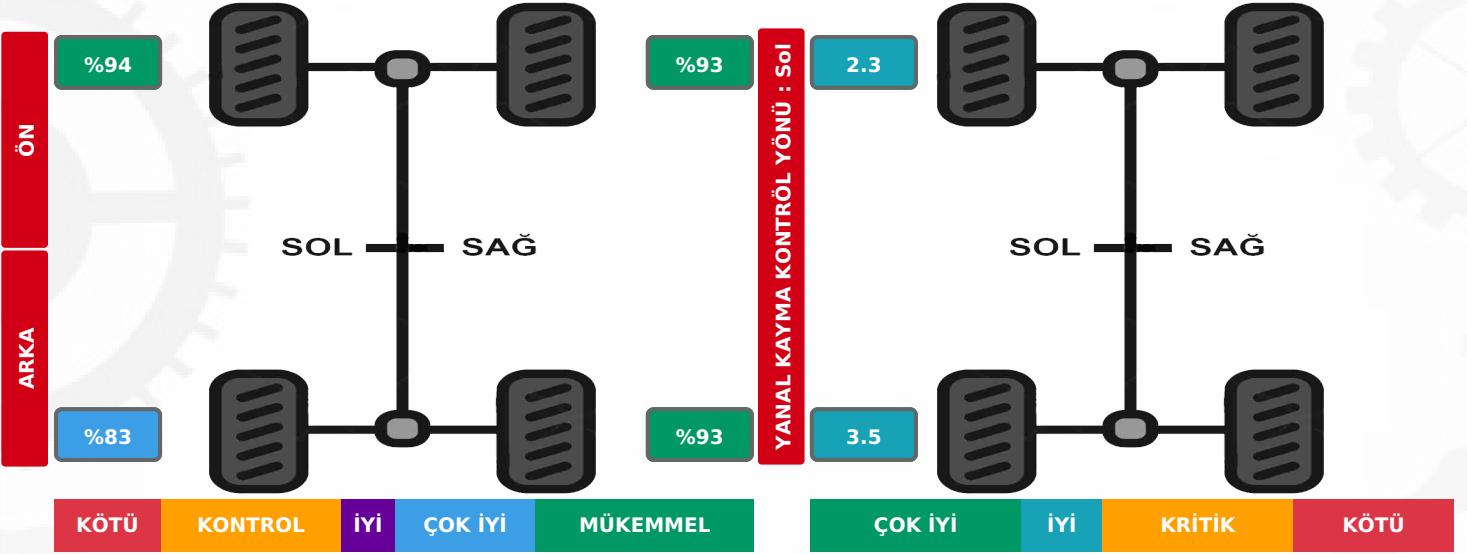 ÖN
%94
%93
SOL
SAĞ
ARKA
%83
%93
KÖTÜ
KONTROL
İYİ
ÇOK İYİ
MÜKEMMEL
YANAL KAYMA KONTRÖL YÖNÜ : Sol
2.3
SOL
SAĞ
3.5
ÇOK İYİ
İYİ
KRİTİK
KÖTÜ